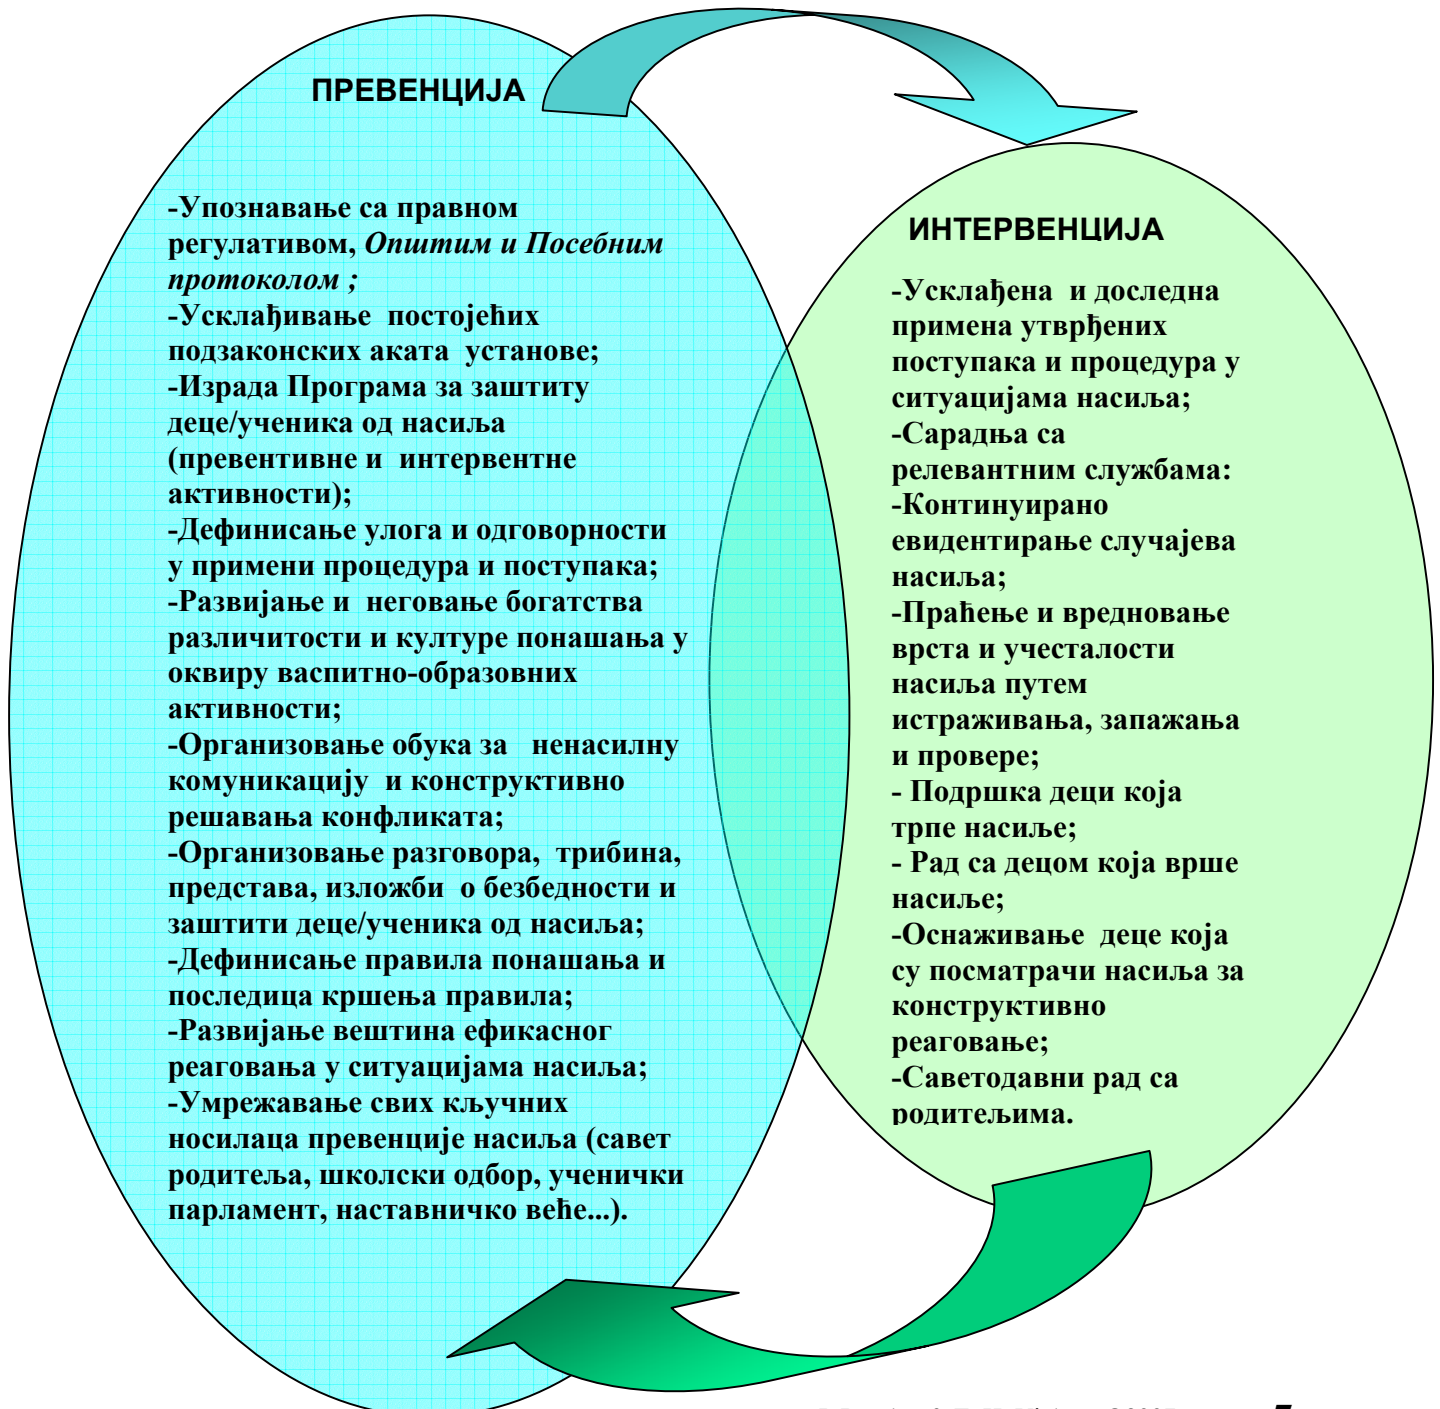 ПРЕВЕНЦИЈА
-Упознавање са правном
регулативом, Општим и Посебним
протоколом ;
-Усклађивање постојећих
подзаконских аката установе;
-Израда Програма за заштиту
деце/ученика од насиља
(превентивне и интервентне
активности);
-Дефинисање улога и одговорности
у примени процедура и поступака;
-Развијање и неговање богатства
различитости и културе понашања у
оквиру васпитно-образовних
активности;
-Организовање обука за ненасилну
комуникацију и конструктивно
решавања конфликата;
-Организовање разговора, трибина,
представа, изложби о безбедности и
заштити деце/ученика од насиља;
-Дефинисање правила понашања и
последица кршења правила;
-Развијање вештина ефикасног
реаговања у ситуацијама насиља;
-Умрежавање свих кључних
носилаца превенције насиља (савет
родитеља, школски одбор, ученички
парламент, наставничко веће...).
ИНТЕРВЕНЦИЈА
-Усклађена и доследна
примена утврђених
поступака и процедура у
ситуацијама насиља;
-Сарадња са
релевантним службама:
-Континуирано
евидентирање случајева
насиља;
-Праћење и вредновање
врста и учесталости
насиља путем
истраживања, запажања
и провере;
- Подршка деци која
трпе насиље;
- Рад са децом која врше
насиље;
-Оснаживање деце која
су посматрачи насиља за
конструктивно
реаговање;
-Саветодавни рад са
родитељима.